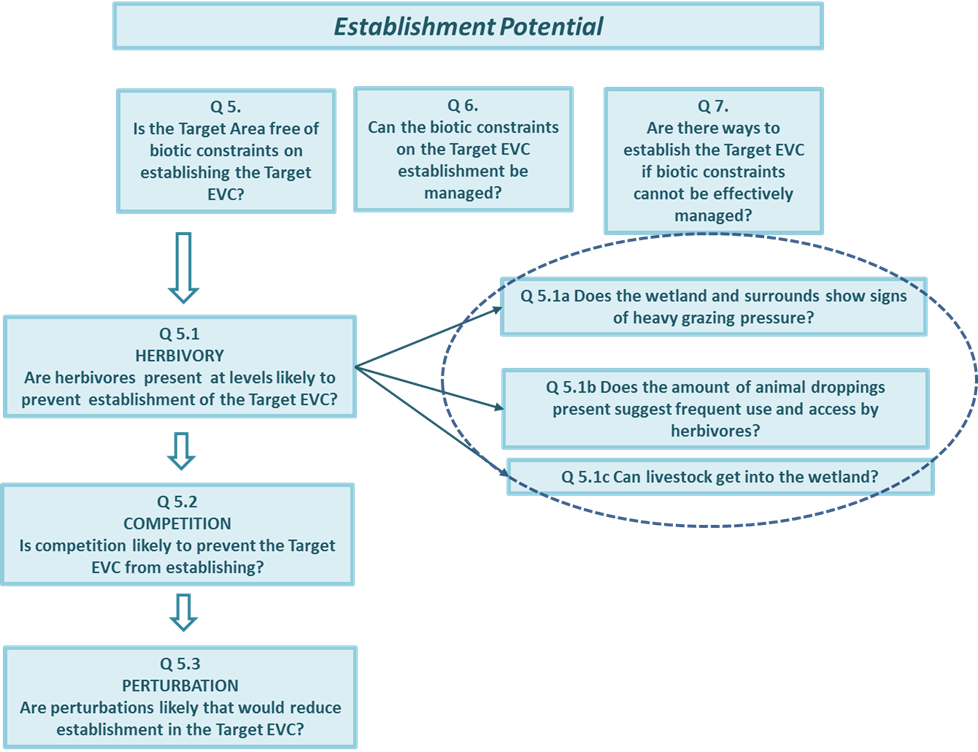 Establishment Potential
Q 5.
Is the Target Area free of
biotic constraints on
establishing the Target
EVC?
Q 6.
Can the biotic constraints
on the Target EVC
establishment be
managed?
Q 7.
Are there ways to
establish the Target EVC
if biotic constraints
cannot be effectively
managed?
Q 5.1
HERBIVORY
Are herbivores present at levels likely to
prevent establishment of the Target EVC?
Q 5.1a Does the wetland and surrounds show signs
of heavy grazing pressure?
Q 5.1b Does the amount of animal droppings
present suggest frequent use and access by
herbivores?
Q 5.1c Can livestock get into the wetland?
Q 5.2
COMPETITION
Is competition likely to prevent the Target
EVC from establishing?
Q 5.3
PERTURBATION
Are perturbations likely that would reduce
establishment in the Target EVC?